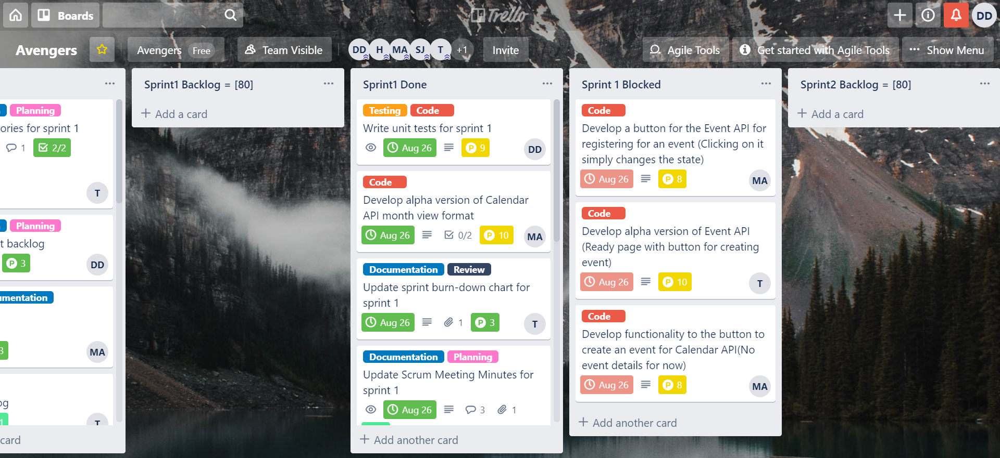 Boards
Trello
DD
Avengers
Avengers Free
Team Visible
DD H MA SJ T +1
Invite
Agile Tools
Get started with Agile Tools
Show Menu
Planning
ories for sprint 1
1 2/2
T
Planning
t backlog
3
DD
mentation
3
MA
og
1
T
card
Sprint1 Backlog = [80]
Add a card
Sprint1 Done
Testing Code
Write unit tests for sprint 1
Aug 26 P 9
DD
Code
Develop alpha version of Calendar
API month view format
Aug 26 0/2 P 10
MA
Documentation Review
Update sprint burn-down chart for
sprint 1
Aug 26 1 P 3
T
Documentation Planning
Update Scrum Meeting Minutes for
sprint 1
Aug 26 3 1
Add another card
Sprint 1 Blocked
Code
Develop a button for the Event API for
registering for an event (Clicking on it
simply changes the state)
Aug 26 P 8
MA
Code
Develop alpha version of Event API
(Ready page with button for creating
event)
Aug 26 P 10
T
Code
Develop functionality to the button to
create an event for Calendar API(No
event details for now)
Aug 26 P 8
MA
Add another card
Sprint2 Backlog = [80]
Add a card